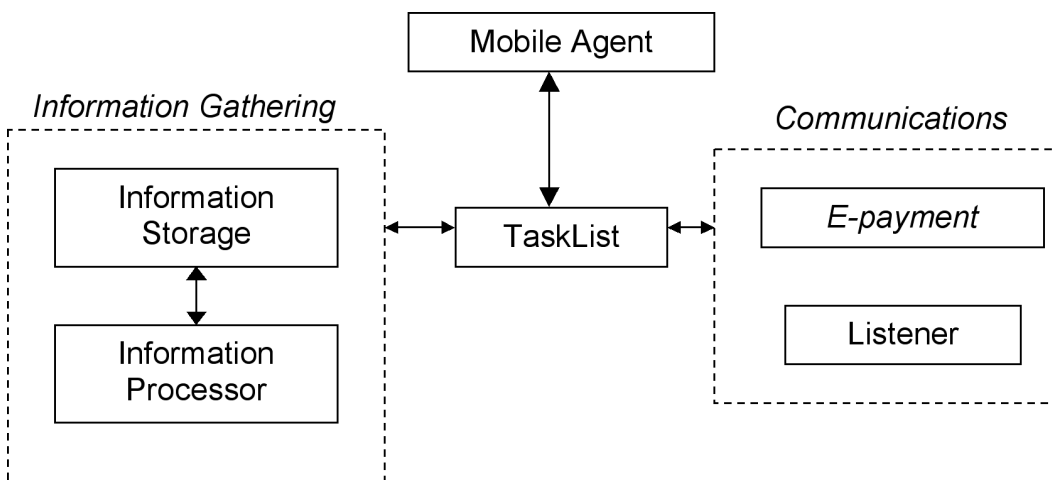 Mobile Agent
Information Gathering
Communications
Information
Storage
E-payment
TaskList
Listener
Information
Processor